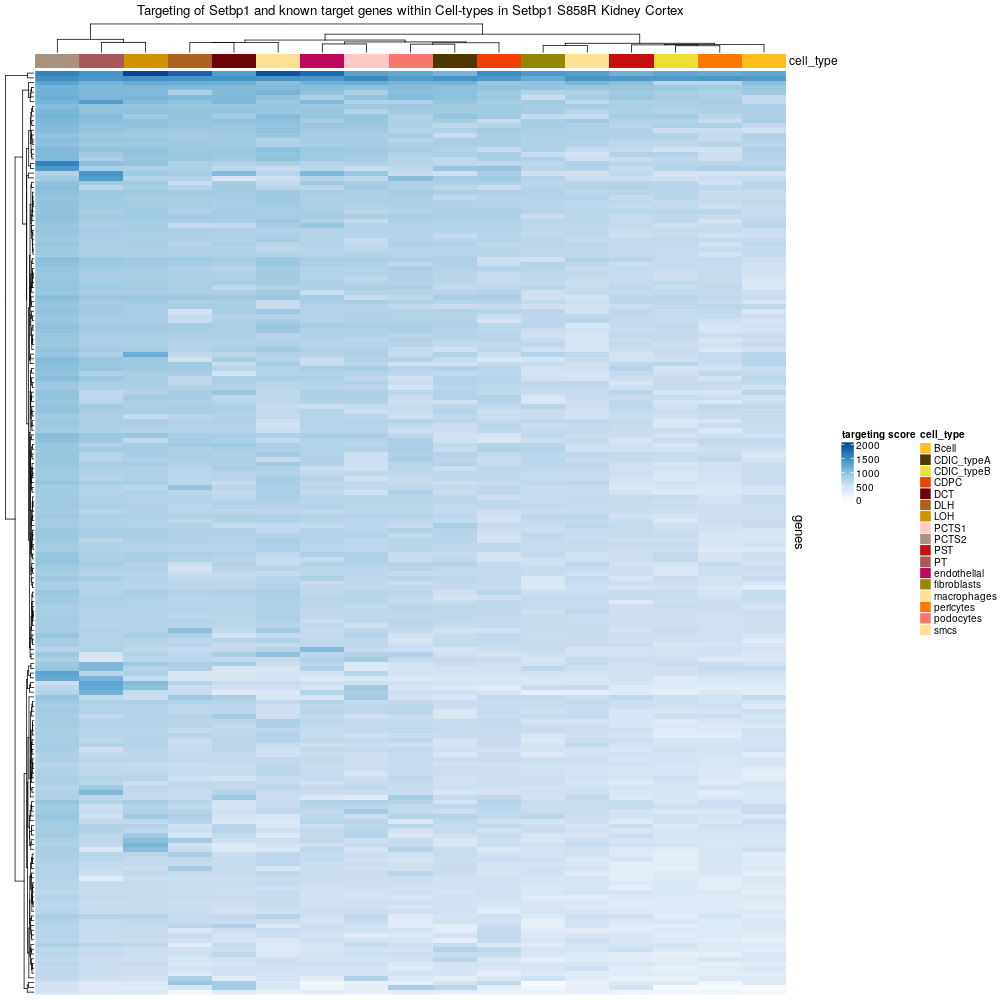 Targeting of Setbp1 and known target genes within Cell-types in Setbp1 S858R Kidney Cortex
cell_type
genes
targeting score
2000
1500
1000
500
0
cell_type
Bcell
CDIC_typeA
CDIC_typeB
CDPC
DCT
DLH
LOH
PCTS1
PCTS2
PST
PT
endothelial
fibroblasts
macrophages
pericytes
podocytes
smcs